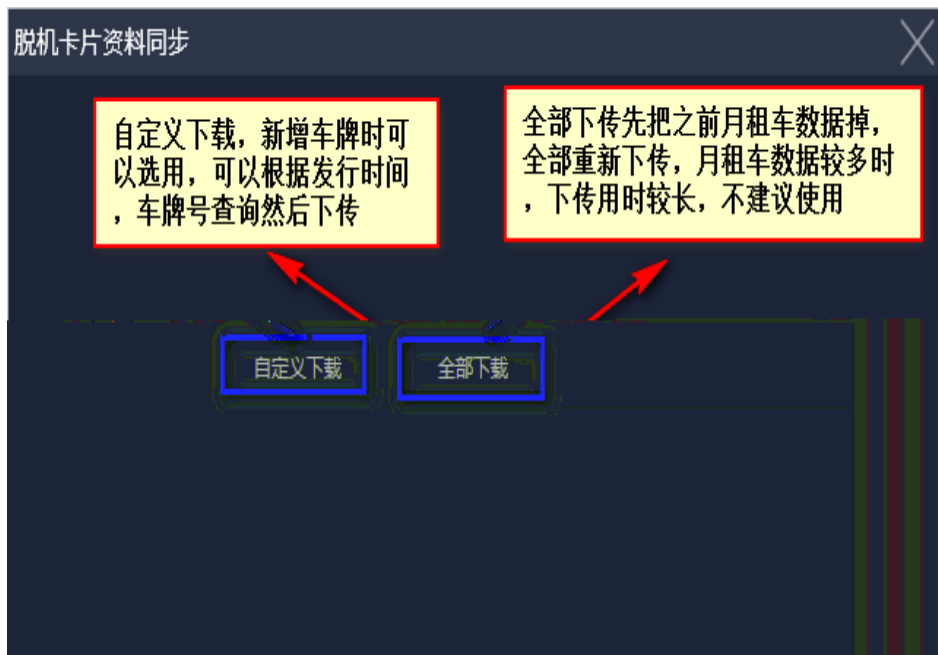 脱机卡片资料同步
自定义下载，新增车牌时可
以选用，可以根据发行时间
，车牌号查询然后下传
全部下传先把之前月租车数据掉，
全部重新下传，月租车数据较多时
，下传用时较长，不建议使用
自定义下载
全部下载